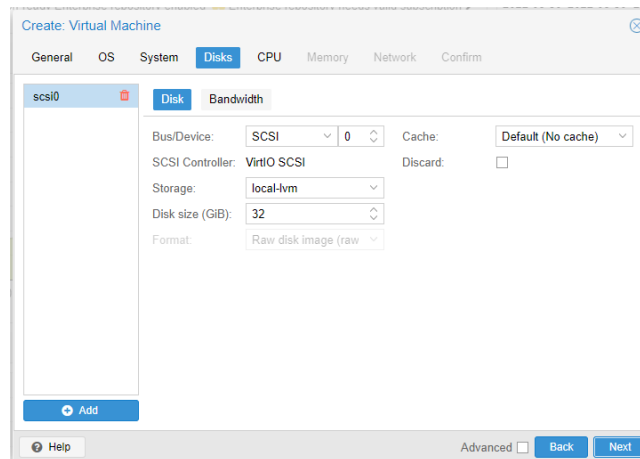 Create: Virtual Machine
General OS System Disks CPU Memory Network Confirm
scsi0
Disk Bandwidth
Bus/Device: SCSI 0 Cache: Default (No cache)
SCSI Controller: VirtIO SCSI Discard:
Storage: local-lvm
Disk size (GiB): 32
Format: Raw disk image (raw
Add
Help Advanced Back Next